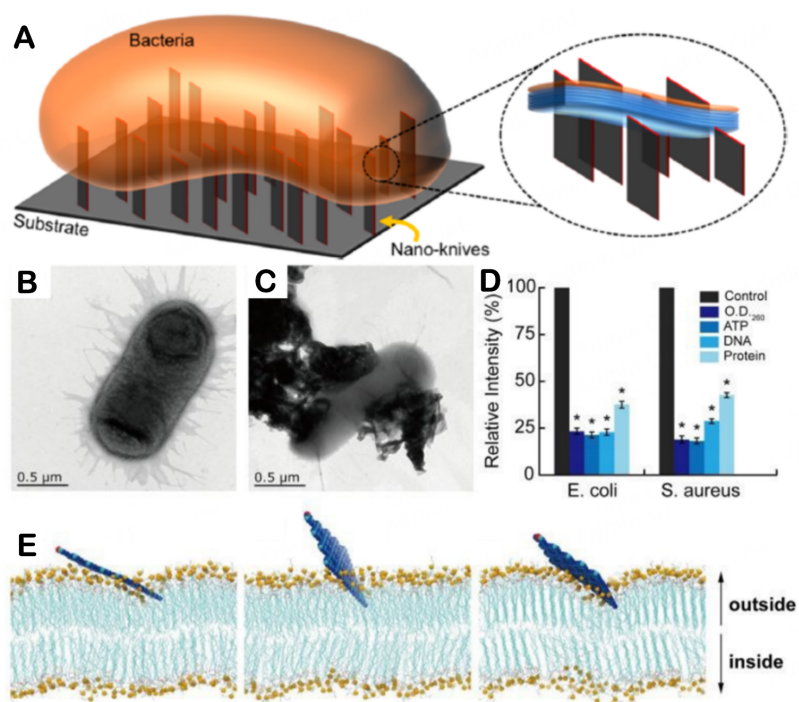 A
Bacteria
Substrate
Nano-knives
B
0.5 µm
C
0.5 µm
D
Relative Intensity (%)
100
75
50
25
0
Control
O.D.260
ATP
DNA
Protein
* * * *
* * * *
E. coli
S. aureus
E
outside
inside